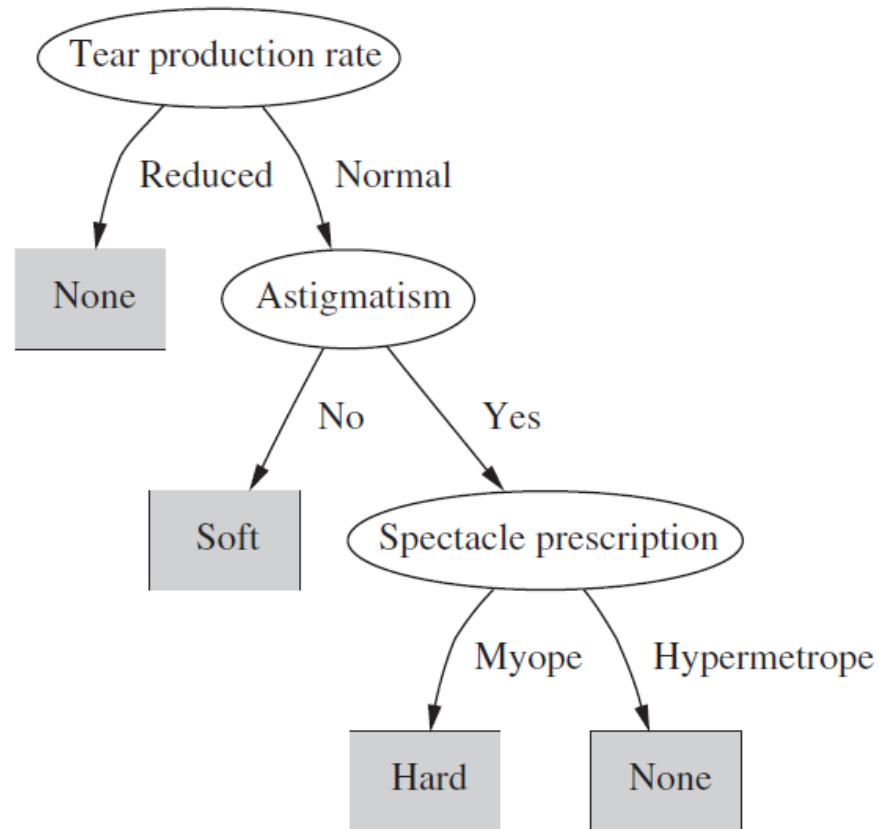 Tear production rate
Reduced
Normal
None
Astigmatism
No
Yes
Soft
Spectacle prescription
Myope
Hypermetrope
Hard
None